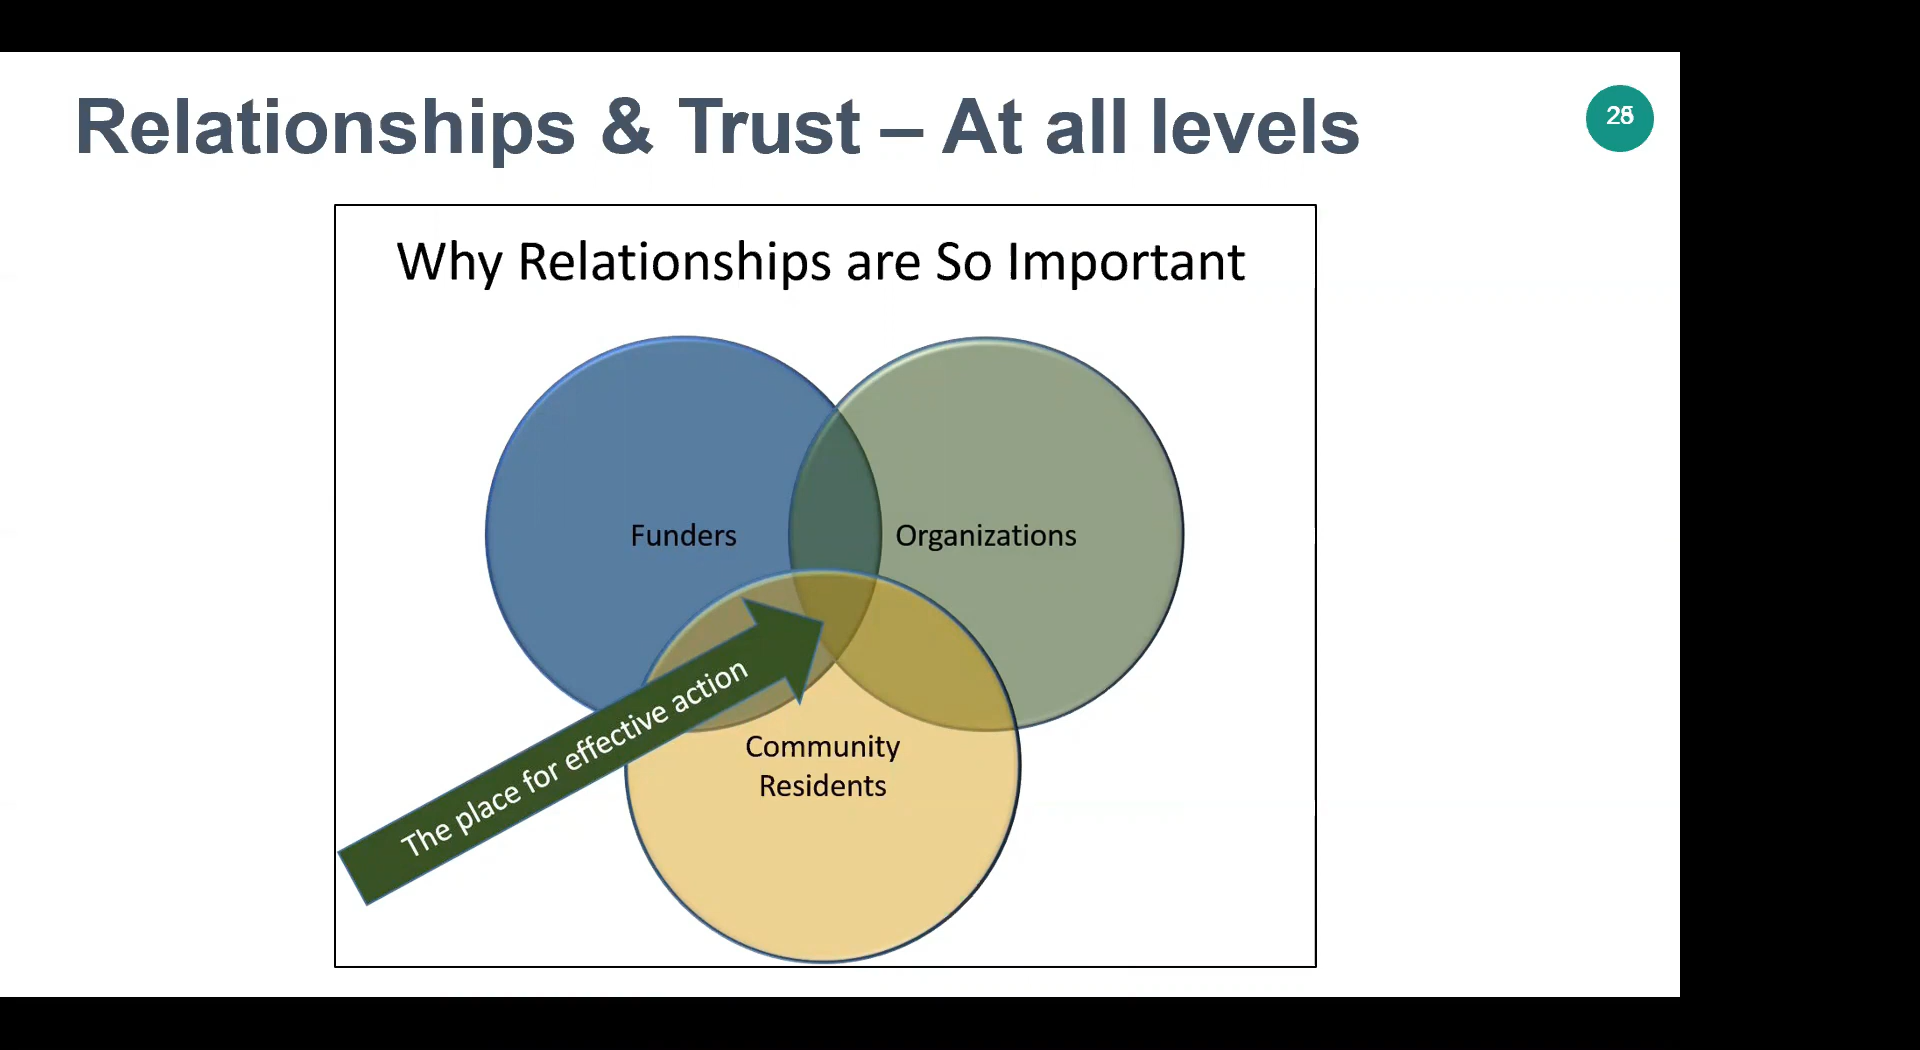 Relationships & Trust – At all levels
Why Relationships are So Important
Funders
Organizations
The place for effective action
Community
Residents